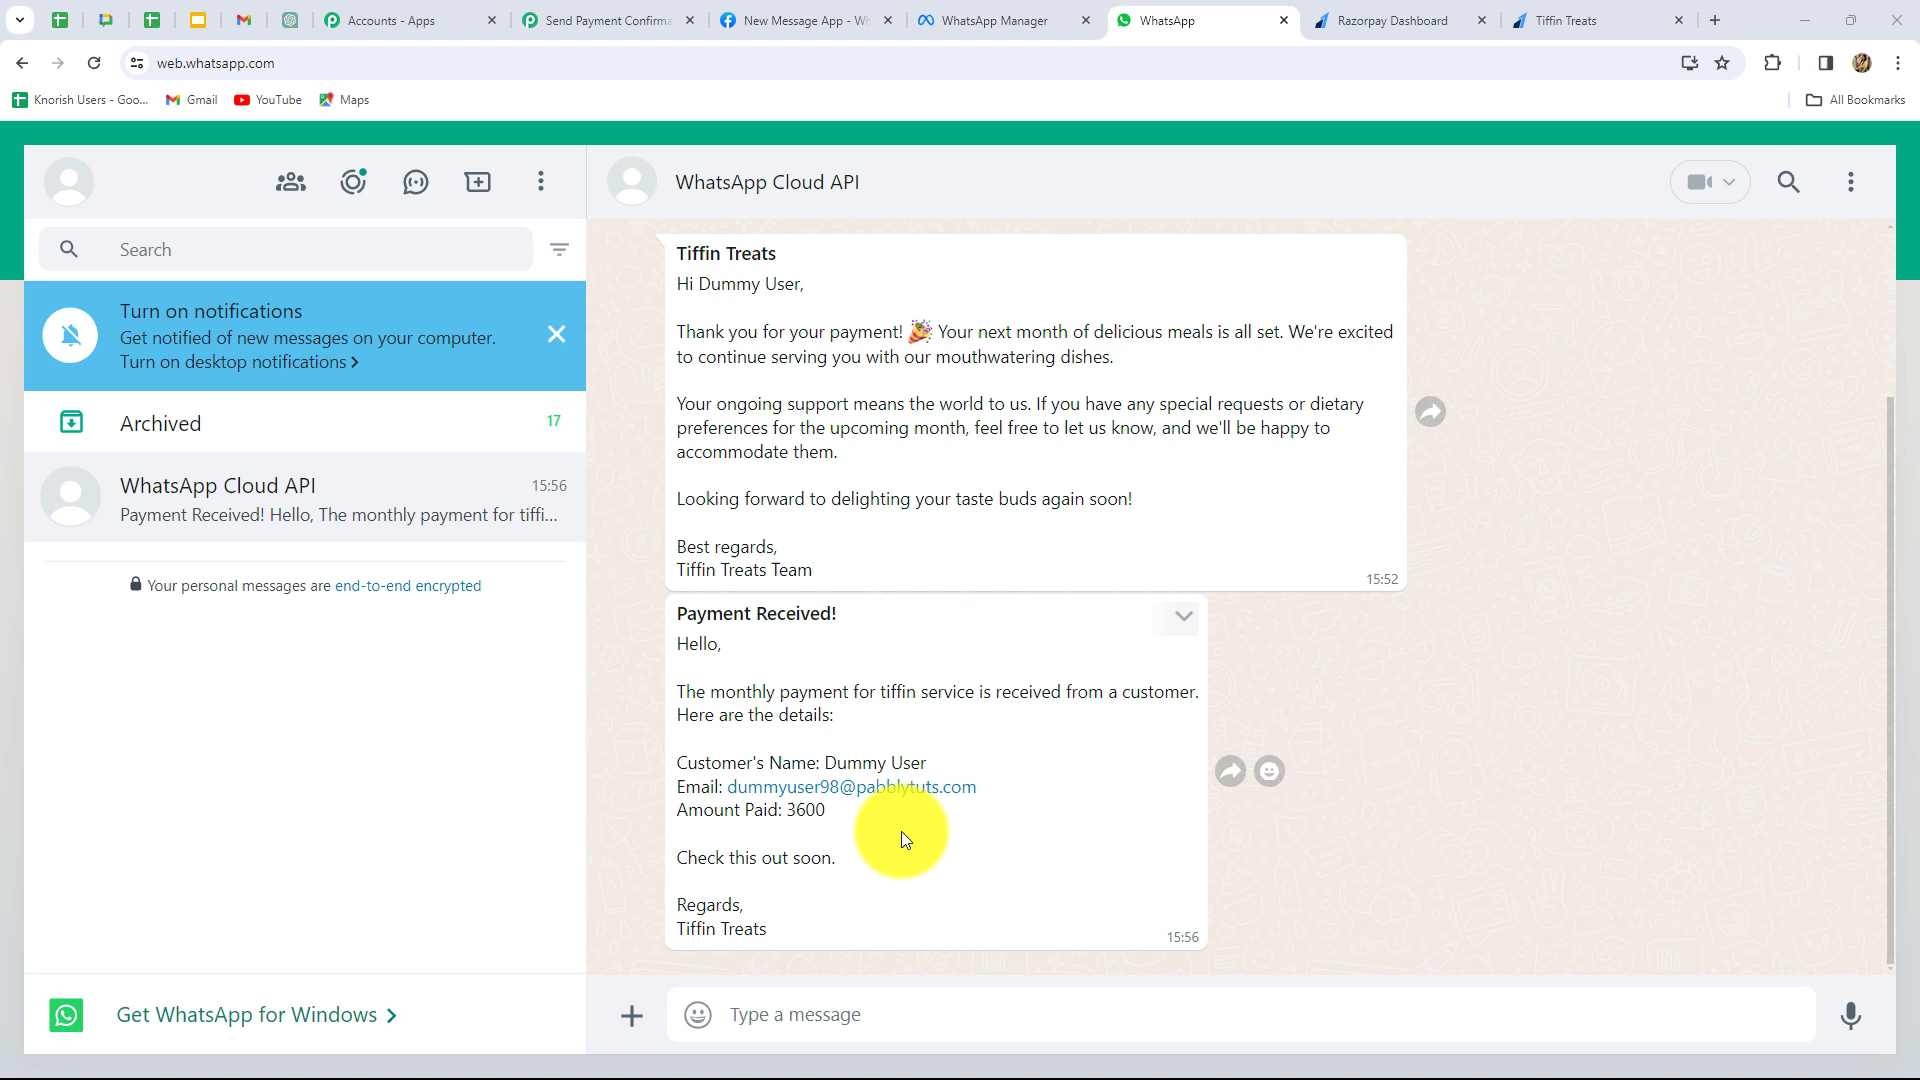 Accounts - Apps
Send Payment Confirma
New Message App - Wh
WhatsApp Manager
WhatsApp
Razorpay Dashboard
Tiffin Treats
web.whatsapp.com
Knorish Users - Goo...
Gmail
YouTube
Maps
All Bookmarks
Search
Turn on notifications
Get notified of new messages on your computer.
Turn on desktop notifications >
Archived
17
WhatsApp Cloud API
15:56
Payment Received! Hello, The monthly payment for tiffi...
Your personal messages are end-to-end encrypted
Get WhatsApp for Windows >
WhatsApp Cloud API
Tiffin Treats
Hi Dummy User,
Thank you for your payment! 🎉 Your next month of delicious meals is all set. We're excited
to continue serving you with our mouthwatering dishes.
Your ongoing support means the world to us. If you have any special requests or dietary
preferences for the upcoming month, feel free to let us know, and we'll be happy to
accommodate them.
Looking forward to delighting your taste buds again soon!
Best regards,
Tiffin Treats Team
15:52
Payment Received!
Hello,
The monthly payment for tiffin service is received from a customer.
Here are the details:
Customer's Name: Dummy User
Email: dummyuser98@pabblytuts.com
Amount Paid: 3600
Check this out soon.
Regards,
Tiffin Treats
15:56
Type a message